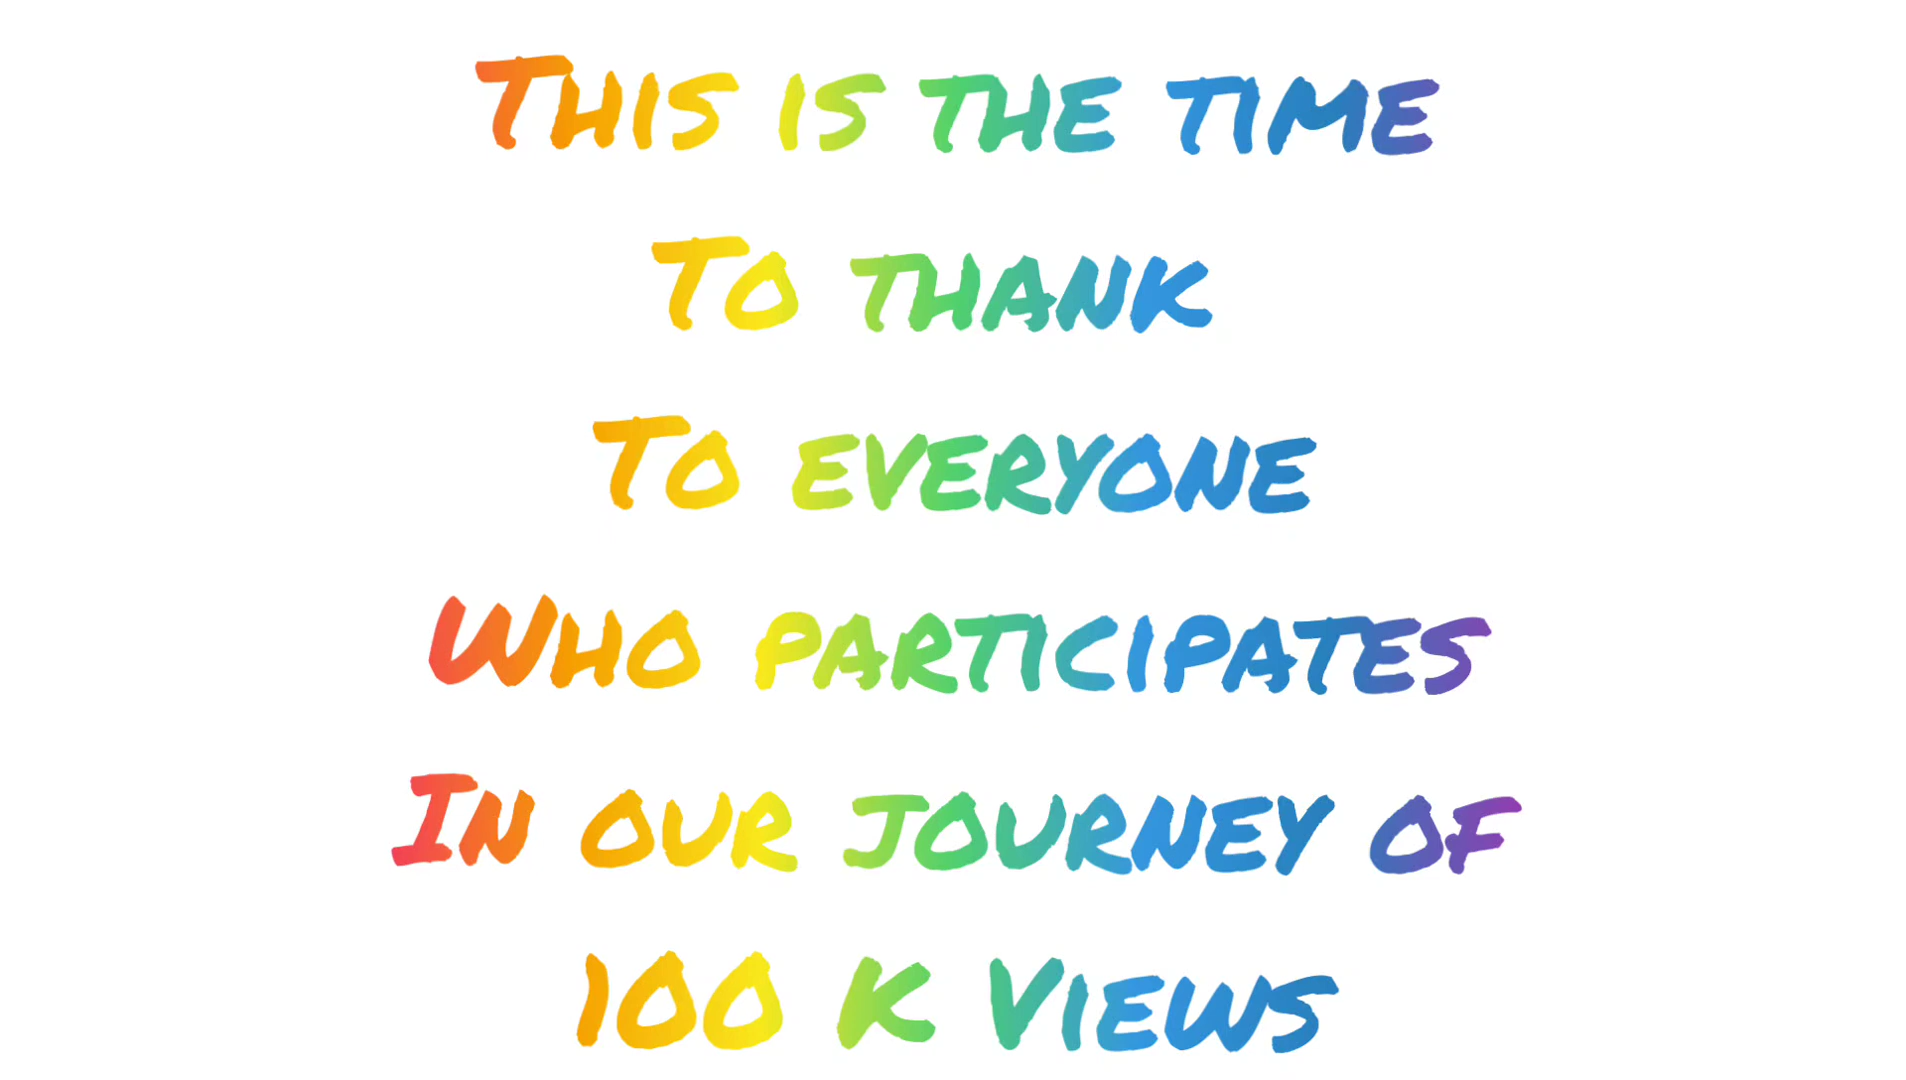 This is the time
To thank
To everyone
Who participates
In our journey of
100 K Views